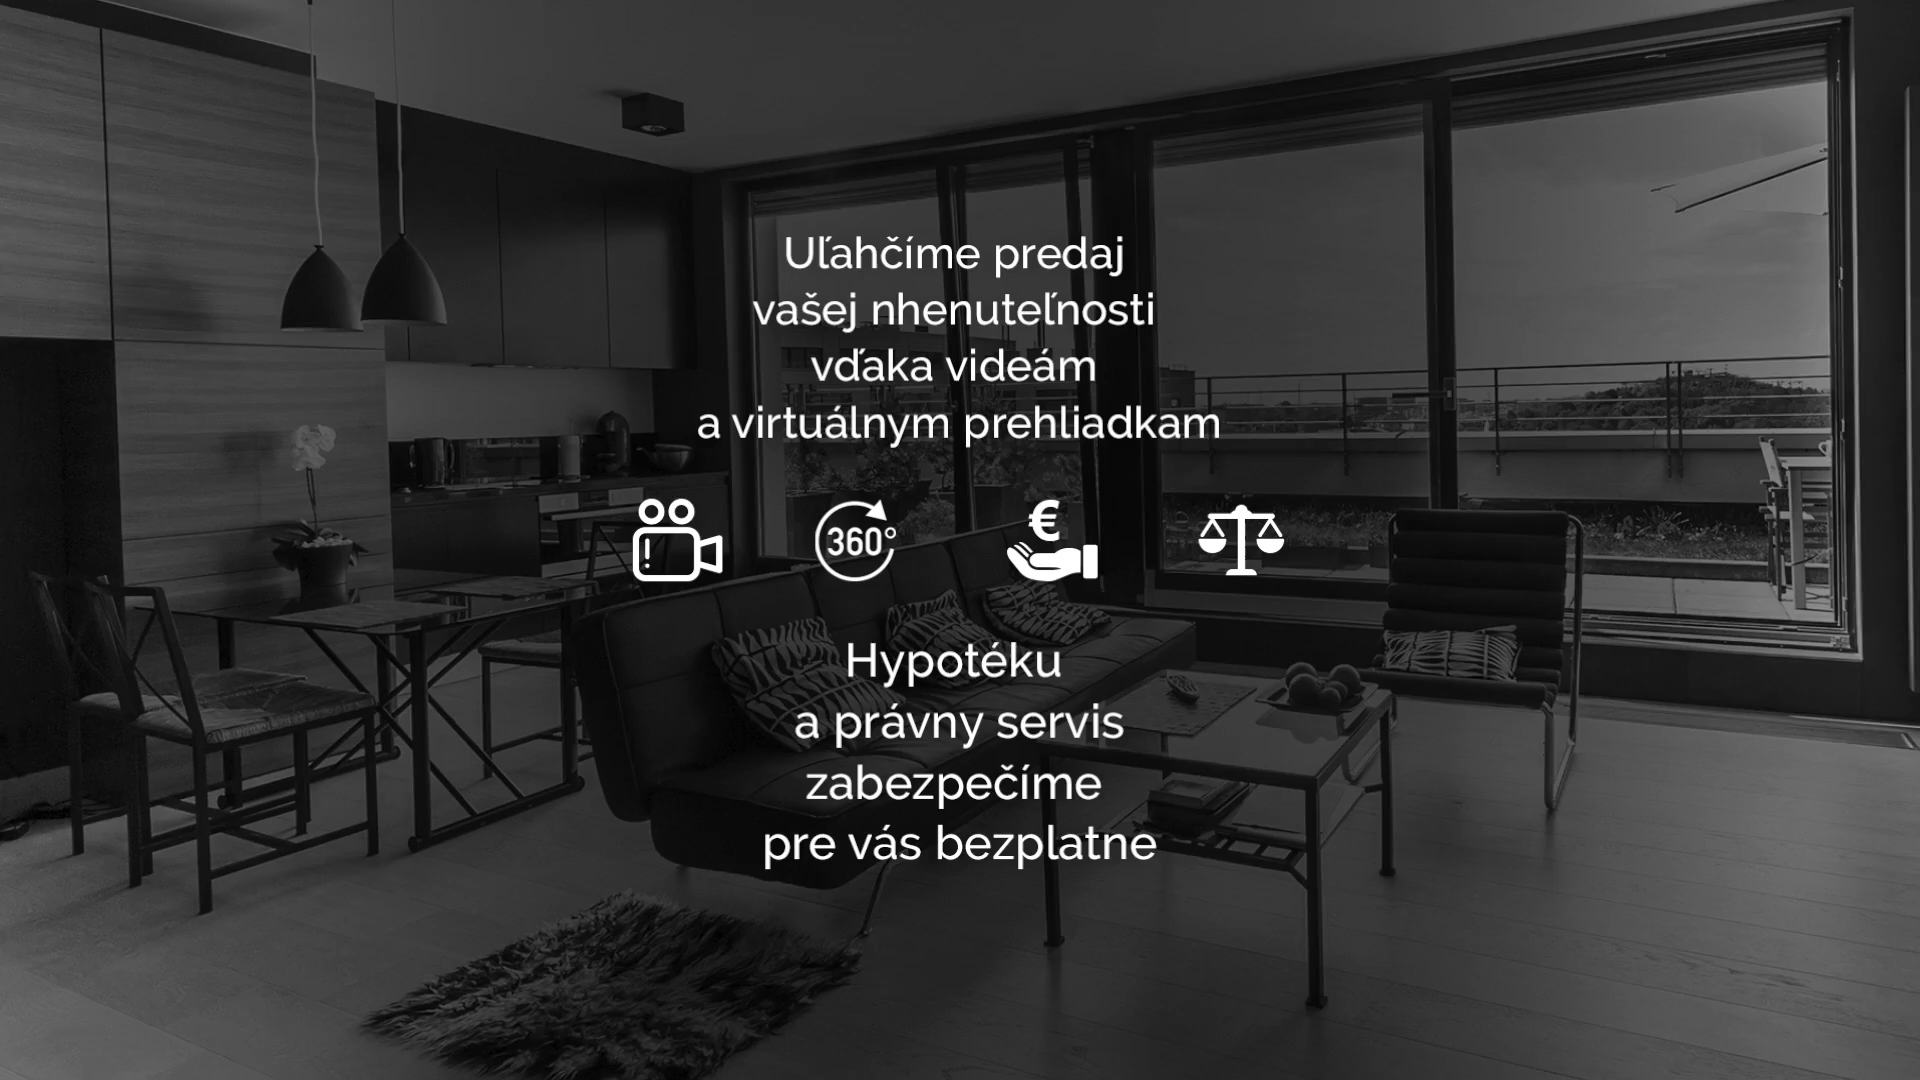 Uľahčíme predaj
vašej nhenuteľnosti
vďaka videám
a virtuálnym prehliadkam
360°
€
Hypotéku
a právny servis
zabezpečíme
pre vás bezplatne